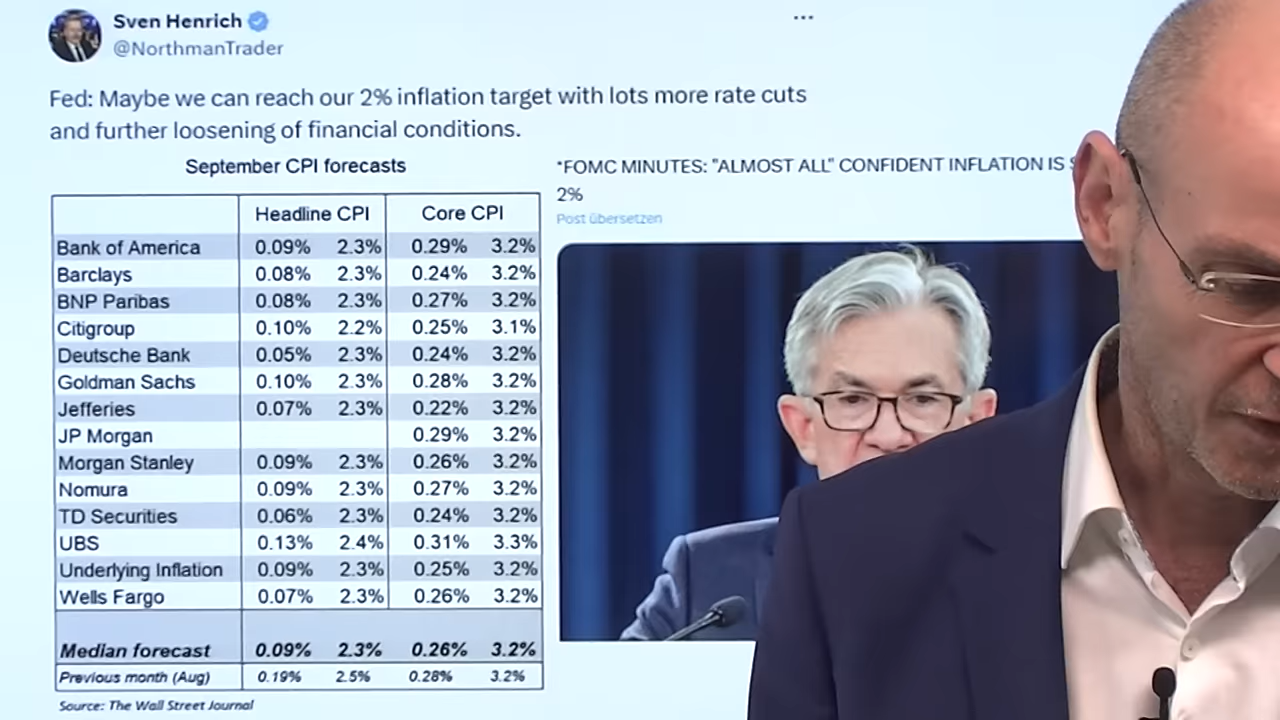 Sven Henrich
@NorthmanTrader
Fed: Maybe we can reach our 2% inflation target with lots more rate cuts
and further loosening of financial conditions.
September CPI forecasts
Headline CPI Core CPI
Bank of America 0.09% 2.3% 0.29% 3.2%
Barclays 0.08% 2.3% 0.24% 3.2%
BNP Paribas 0.08% 2.3% 0.27% 3.2%
Citigroup 0.10% 2.2% 0.25% 3.1%
Deutsche Bank 0.05% 2.3% 0.24% 3.2%
Goldman Sachs 0.10% 2.3% 0.28% 3.2%
Jefferies 0.07% 2.3% 0.22% 3.2%
JP Morgan 0.29% 3.2%
Morgan Stanley 0.09% 2.3% 0.26% 3.2%
Nomura 0.09% 2.3% 0.27% 3.2%
TD Securities 0.06% 2.3% 0.24% 3.2%
UBS 0.13% 2.4% 0.31% 3.3%
Underlying Inflation 0.09% 2.3% 0.25% 3.2%
Wells Fargo 0.07% 2.3% 0.26% 3.2%
Median forecast 0.09% 2.3% 0.26% 3.2%
Previous month (Aug) 0.19% 2.5% 0.28% 3.2%
Source: The Wall Street Journal
*FOMC MINUTES: "ALMOST ALL" CONFIDENT INFLATION IS
2%
Post übersetzen